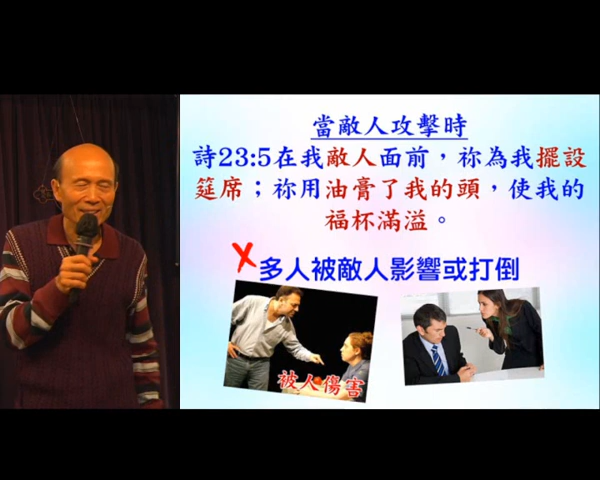 當敵人攻擊時
詩23:5在我敵人面前，祢為我擺設
筵席；祢用油膏了我的頭，使我的
福杯滿溢。
X多人被敵人影響或打倒
被人傷害